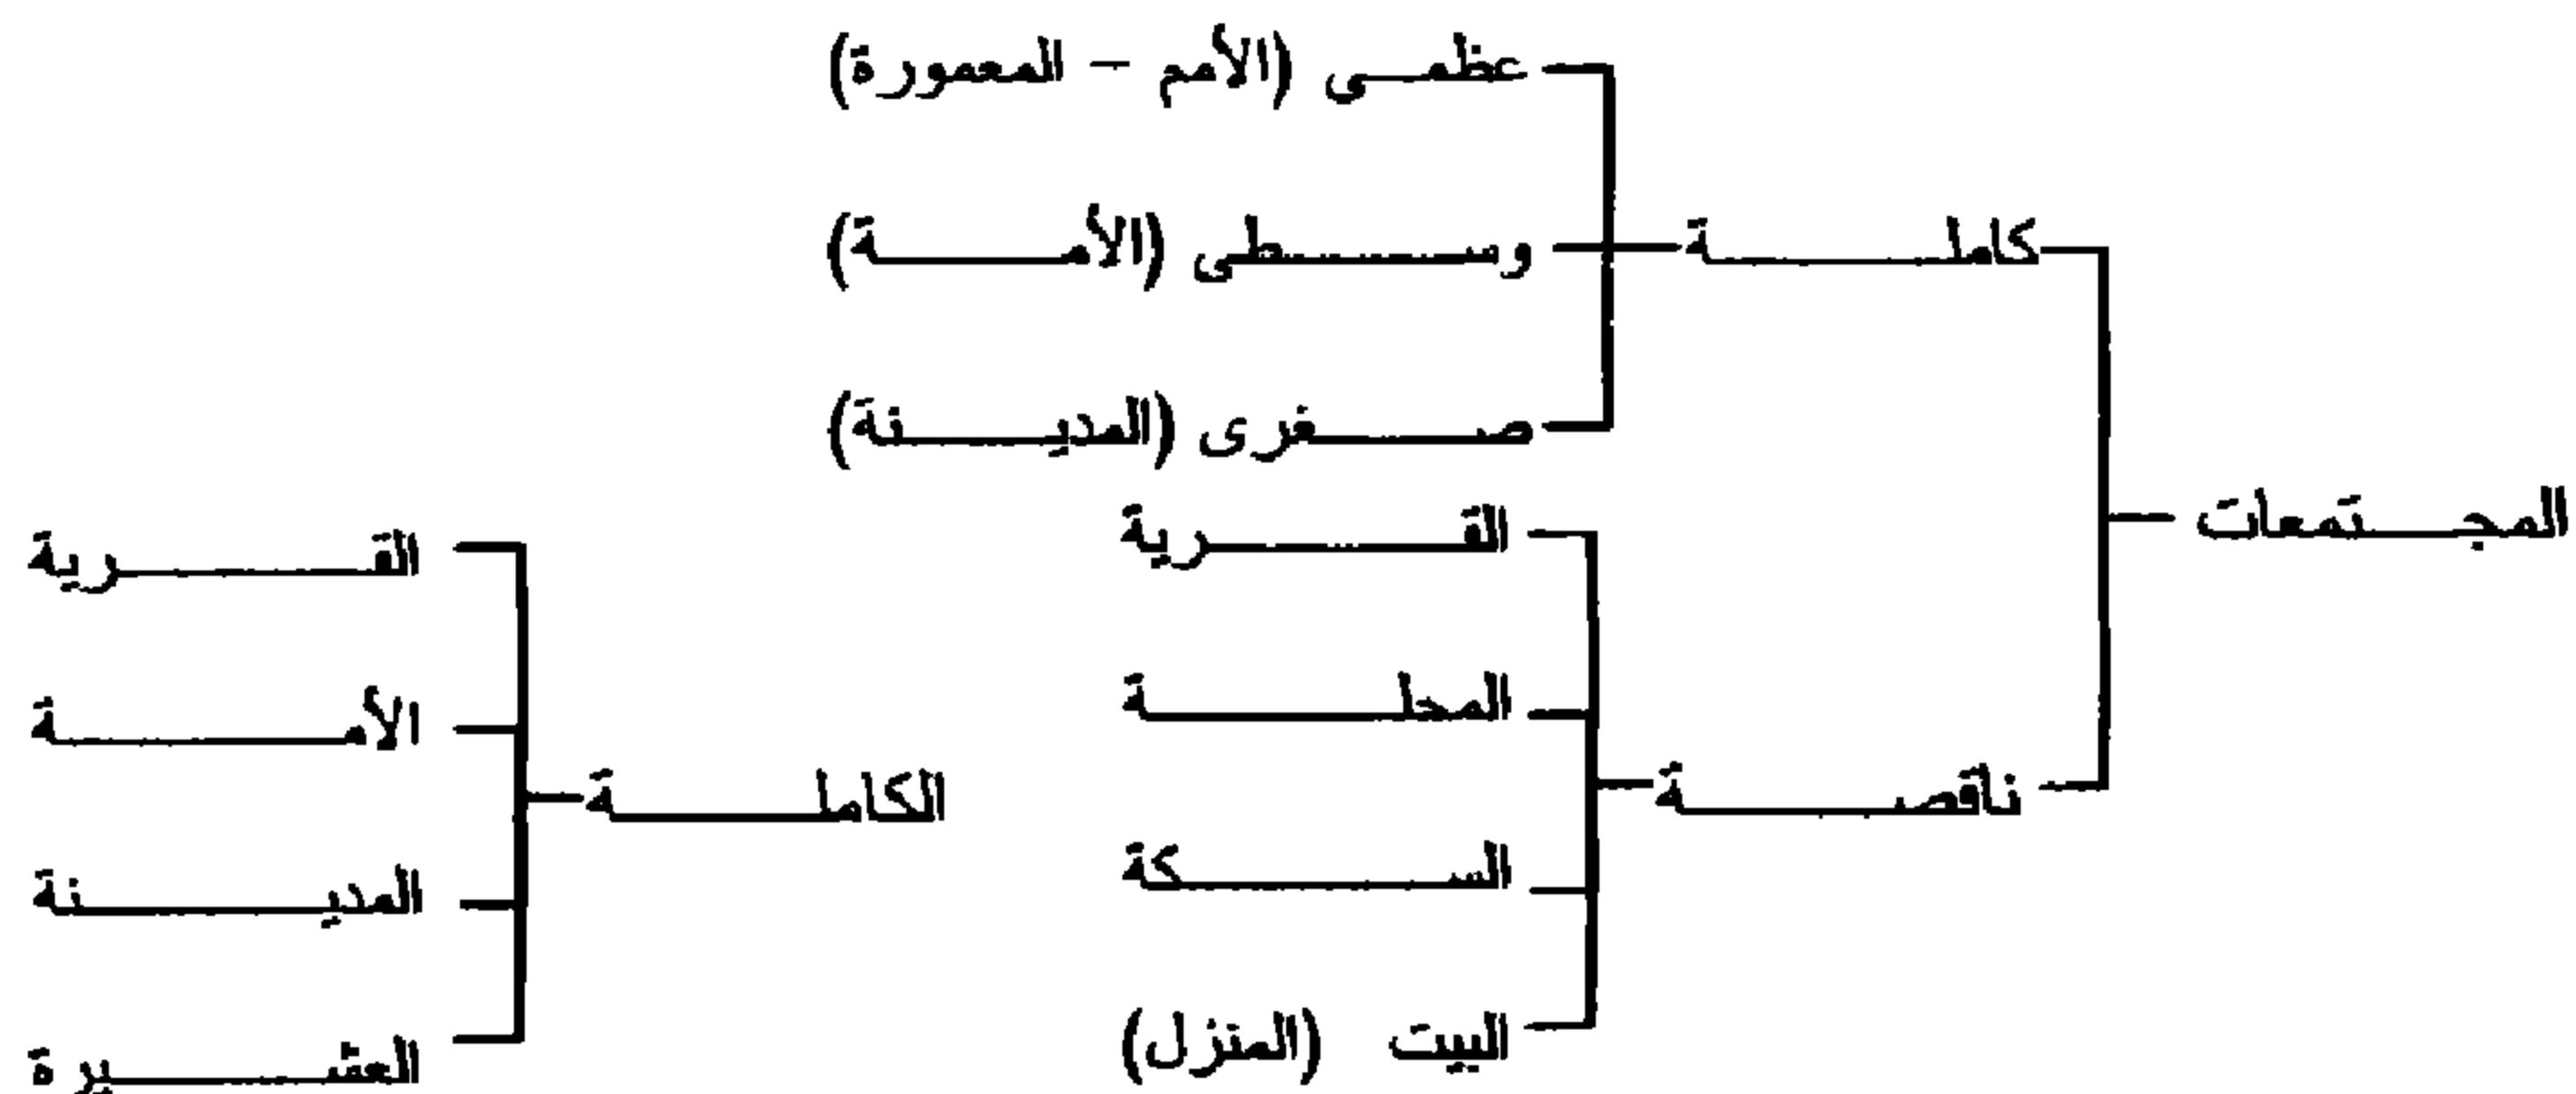 المجتمعات
كاملة
عظمى (الأمم – المعمورة)
وسطى (الأمة)
صغرى (المدينة)
ناقصة
القرية
المحلة
السكة
البيت (المنزل)
الكاملة
القرية
الأمة
المدينة
العشيرة